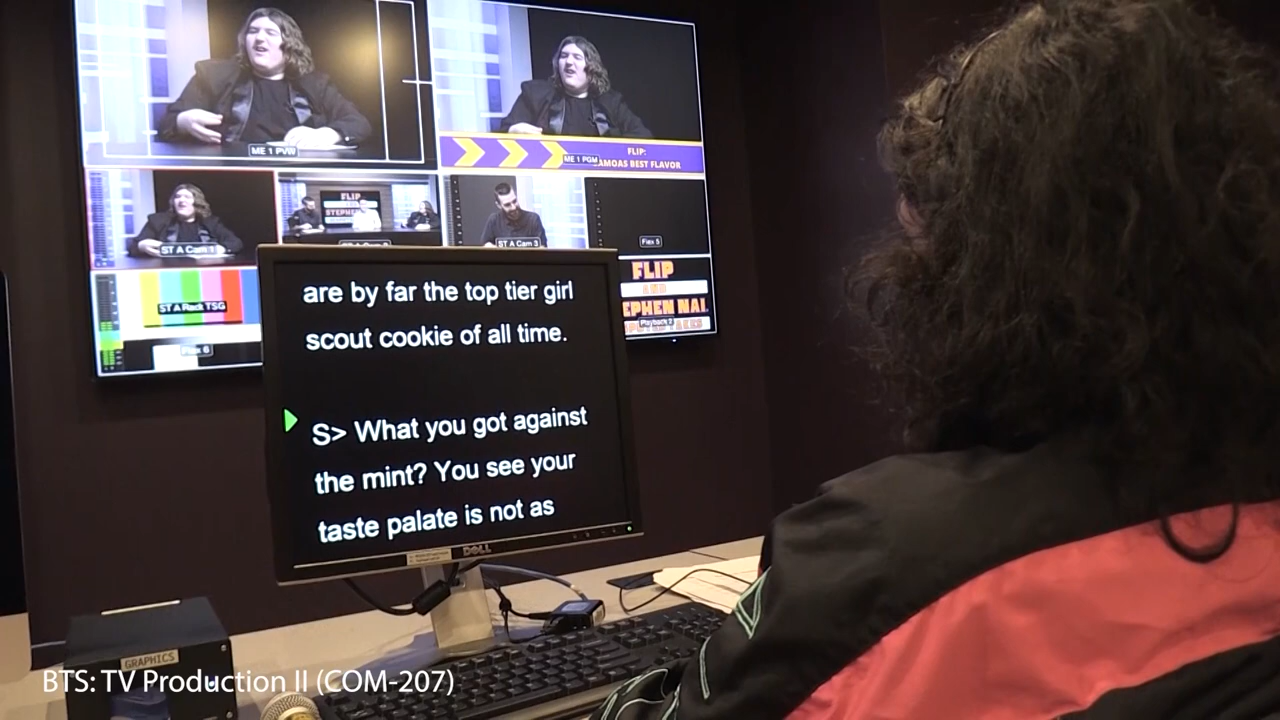 ME 1 PVW
FLIP:
ME 1 PGM
AMOAS BEST FLAVOR
FLIP
STEPHEN
ST A Cam 1
ST A Cam 3
Flex 5
ST A Rack TSG
FLIP
AND
EPHEN NAI
are by far the top tier girl
scout cookie of all time.
S> What you got against
the mint? You see your
taste palate is not as
DELL
GRAPHICS
BTS: TV Production II (COM-207)